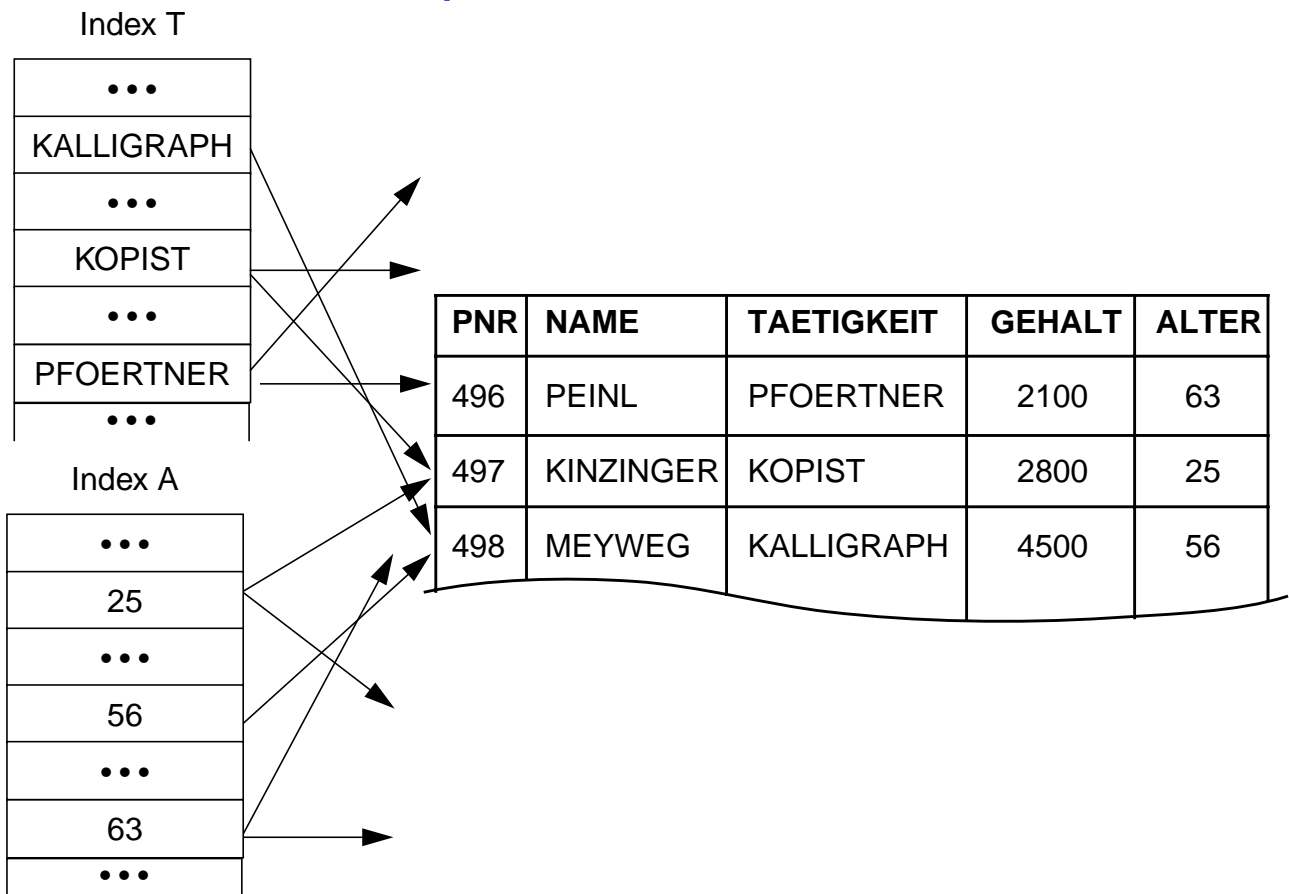 Index T
•••
KALLIGRAPH
•••
KOPIST
•••
PFOERTNER
•••
Index A
•••
25
•••
56
•••
63
•••
PNR NAME TAETIGKEIT GEHALT ALTER
496 PEINL PFOERTNER 2100 63
497 KINZINGER KOPIST 2800 25
498 MEYWEG KALLIGRAPH 4500 56